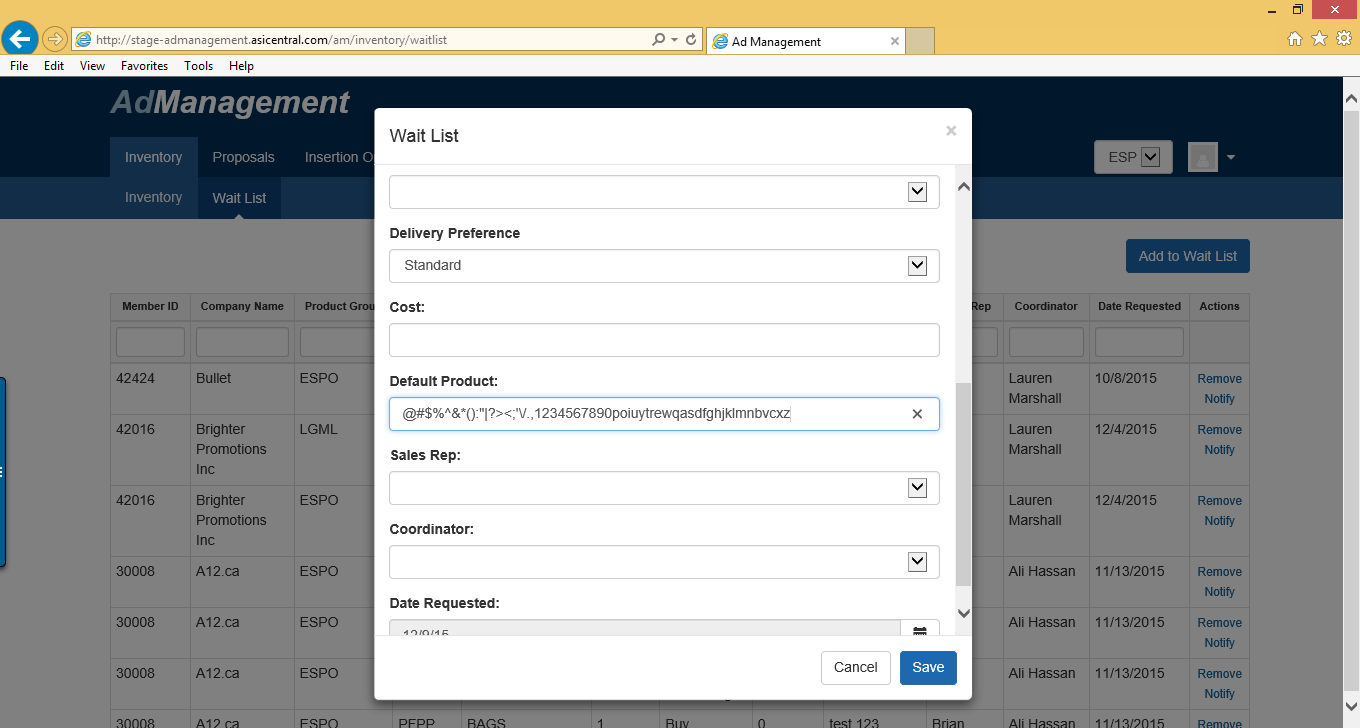 http://stage-admanagement.asicentral.com/am/inventory/waitlist
Ad Management
File Edit View Favorites Tools Help
AdManagement
Inventory Proposals Insertion O
ESP
Inventory Wait List
Add to Wait List
Member ID Company Name Product Grou Rep Coordinator Date Requested Actions
42424 Bullet ESPO Lauren Marshall 10/8/2015 Remove Notify
42016 Brighter Promotions Inc LGML Lauren Marshall 12/4/2015 Remove Notify
42016 Brighter Promotions Inc ESPO Lauren Marshall 12/4/2015 Remove Notify
30008 A12.ca ESPO Ali Hassan 11/13/2015 Remove Notify
30008 A12.ca ESPO Ali Hassan 11/13/2015 Remove Notify
30008 A12.ca ESPO Ali Hassan 11/13/2015 Remove Notify
30008 A12.ca ESPO PEPP BAGS 1 Buy 0 test 123 Brian Ali Hassan 11/13/2015 Remove
Wait List
Delivery Preference
Standard
Cost:
Default Product:
@#$%^&*():"|?><;'\/.,1234567890poiuytrewqasdfghjklmnbvcxz
Sales Rep:
Coordinator:
Date Requested:
12/9/15
Cancel Save